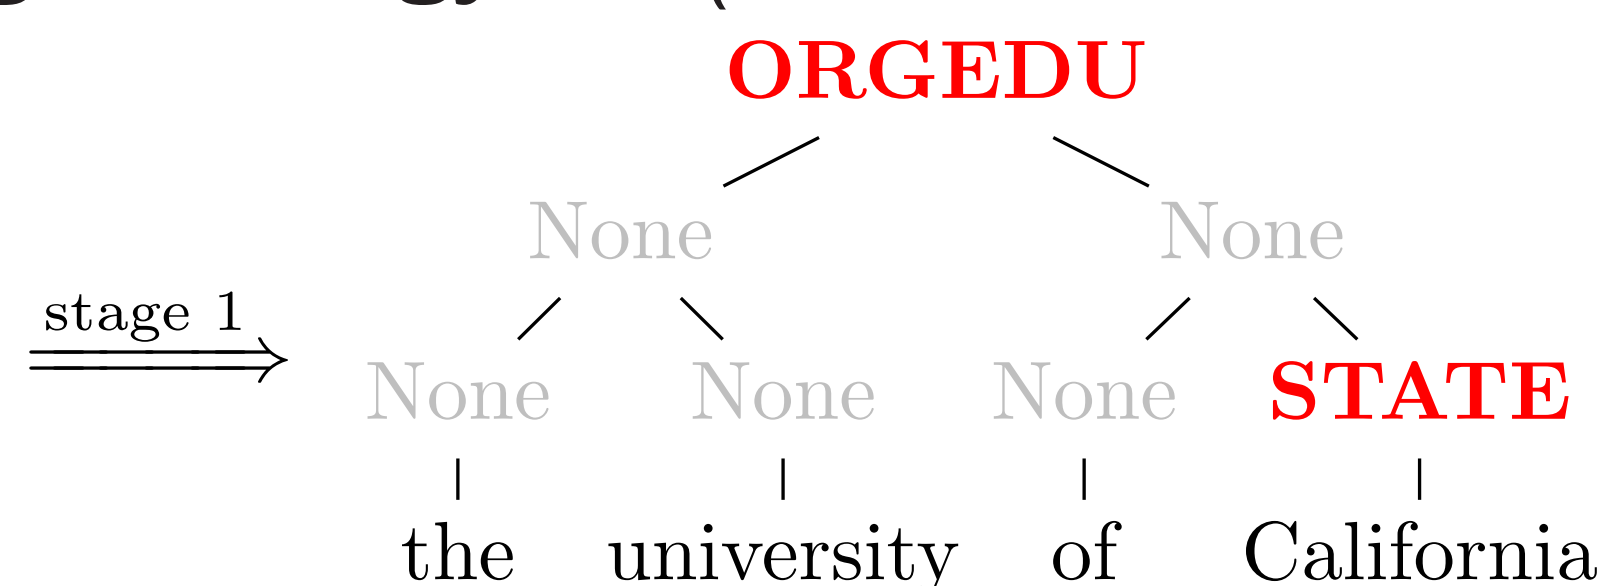 ORGEDU
None None
stage 1
None None None STATE
the university of California